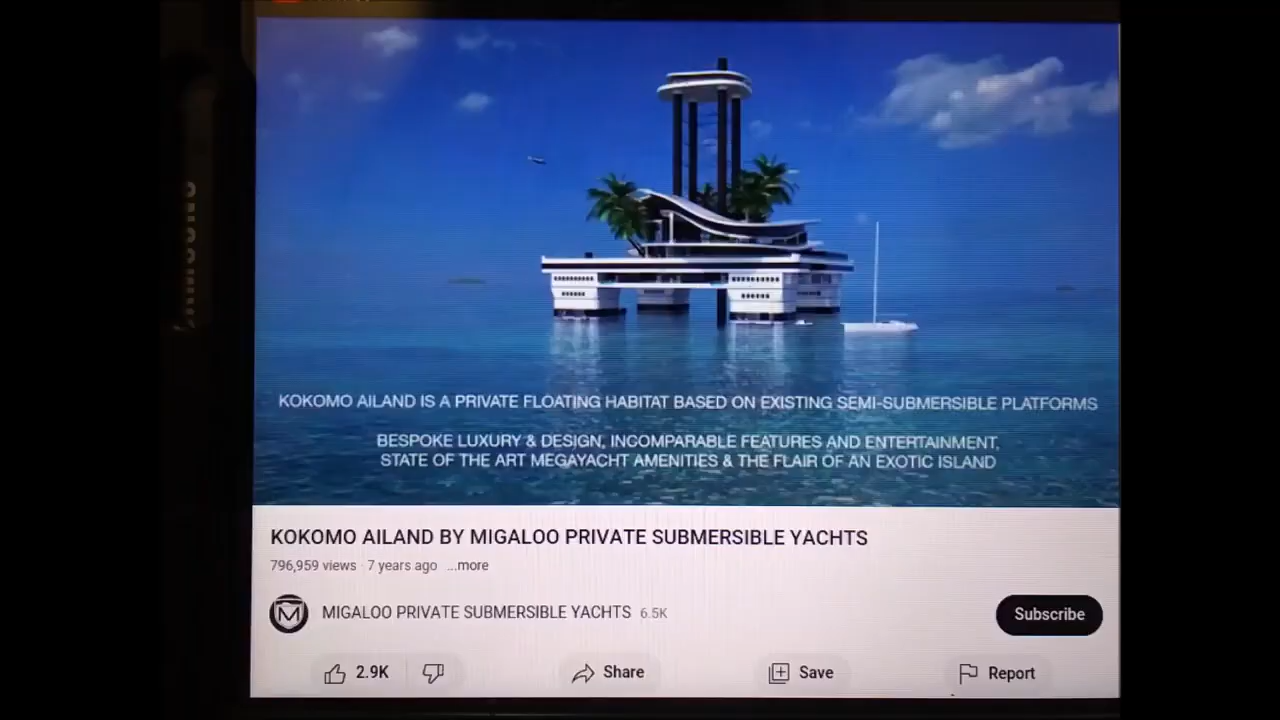 SAMSUNG
KOKOMO AILAND IS A PRIVATE FLOATING HABITAT BASED ON EXISTING SEMI-SUBMERSIBLE PLATFORMS
BESPOKE LUXURY & DESIGN, INCOMPARABLE FEATURES AND ENTERTAINMENT,
STATE OF THE ART MEGAYACHT AMENITIES & THE FLAIR OF AN EXOTIC ISLAND
KOKOMO AILAND BY MIGALOO PRIVATE SUBMERSIBLE YACHTS
796,959 views · 7 years ago ...more
M MIGALOO PRIVATE SUBMERSIBLE YACHTS 6.5K Subscribe
2.9K Share Save Report